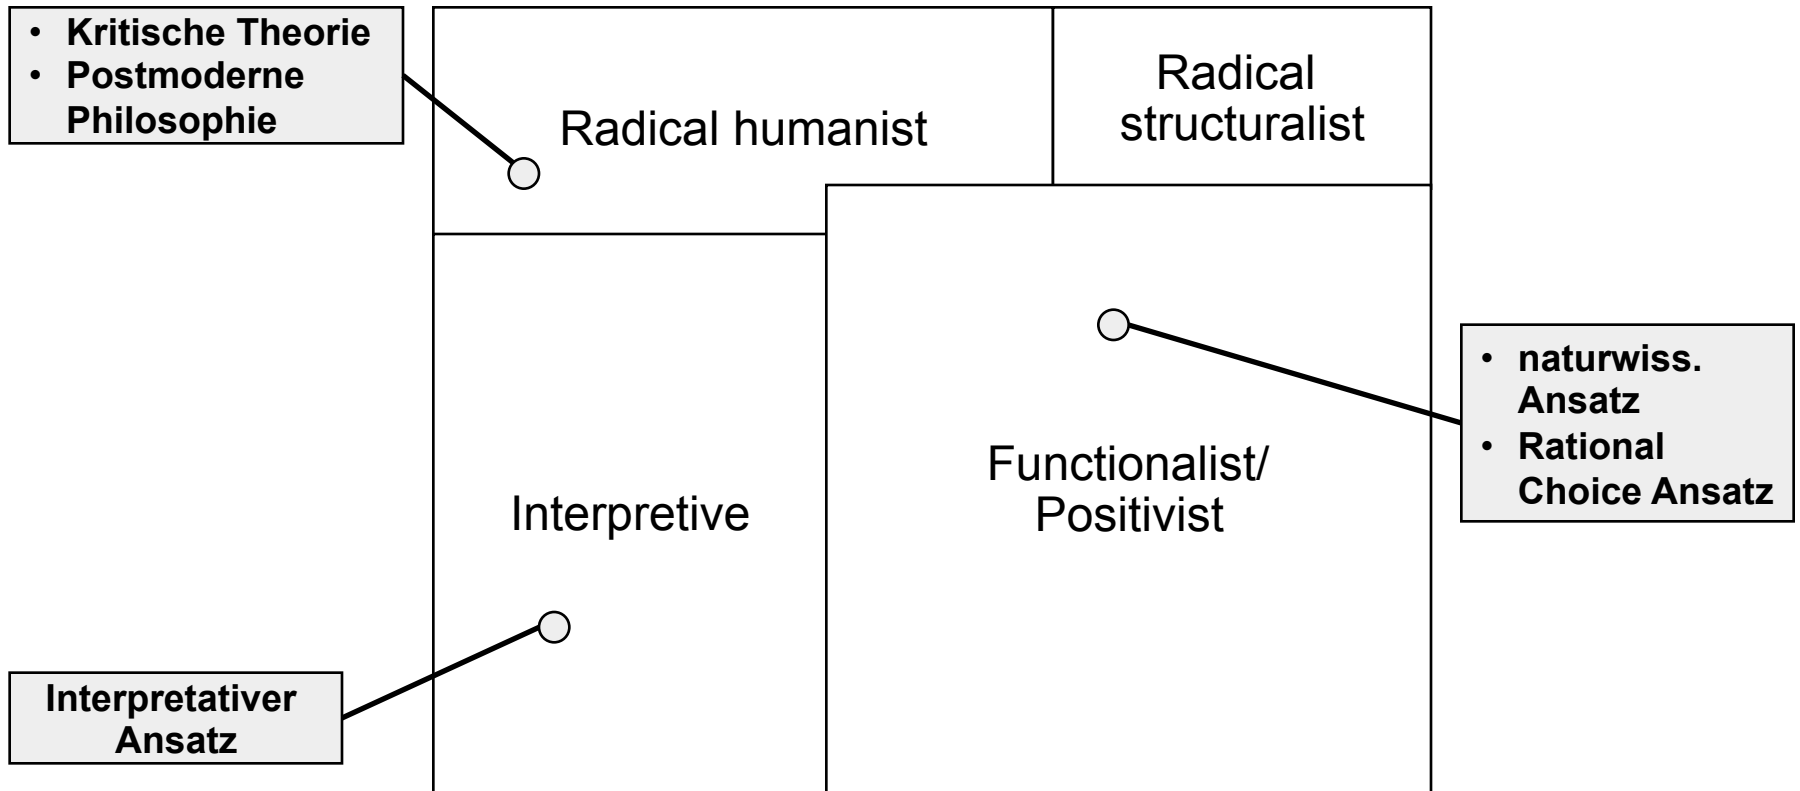 • Kritische Theorie
• Postmoderne
Philosophie
Radical humanist
Radical
structuralist
Interpretive
Functionalist/
Positivist
• naturwiss.
Ansatz
• Rational
Choice Ansatz
Interpretativer
Ansatz